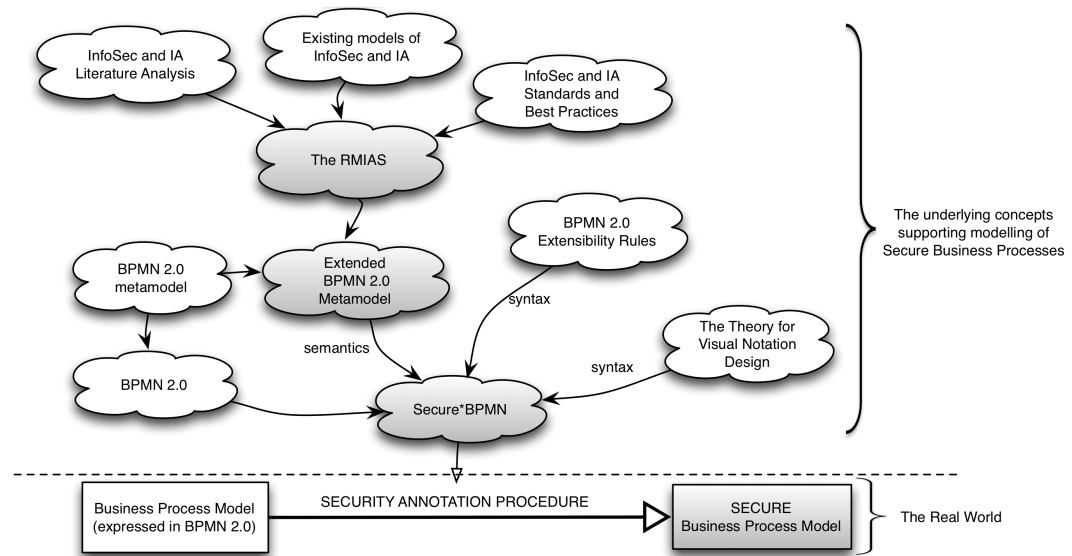 InfoSec and IA
Literature Analysis
Existing models of
InfoSec and IA
InfoSec and IA
Standards and
Best Practices
The RMIAS
BPMN 2.0
Extensibility Rules
The underlying concepts
supporting modelling of
Secure Business Processes
BPMN 2.0
metamodel
Extended
BPMN 2.0
Metamodel
syntax
The Theory for
Visual Notation
Design
semantics
syntax
BPMN 2.0
Secure*BPMN
Business Process Model
(expressed in BPMN 2.0)
SECURITY ANNOTATION PROCEDURE
SECURE
Business Process Model
The Real World